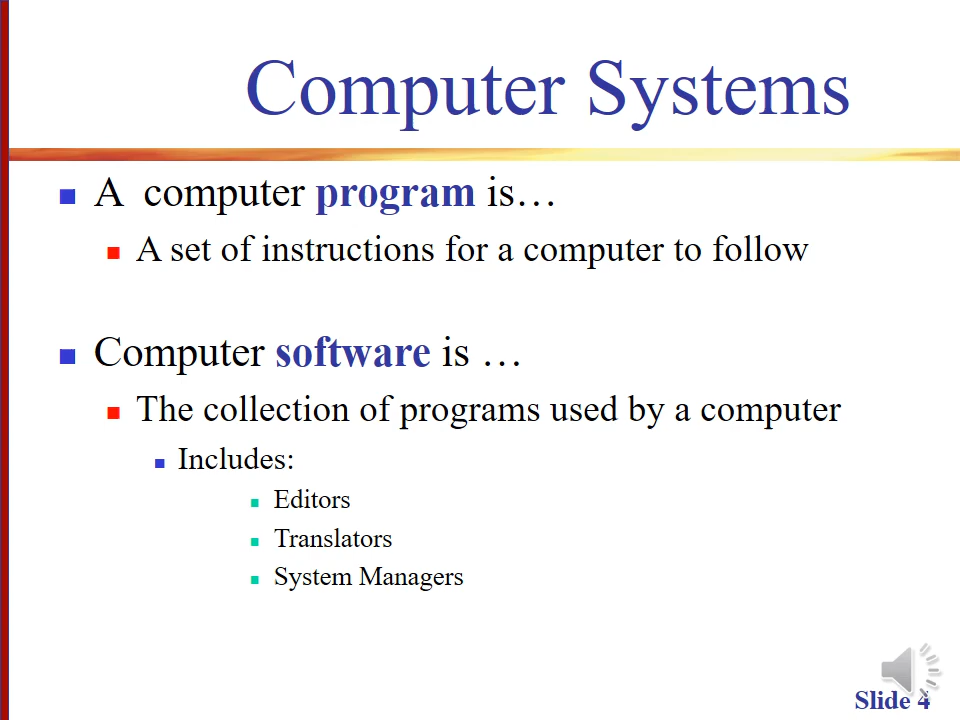 Computer Systems
A computer program is…
A set of instructions for a computer to follow
Computer software is …
The collection of programs used by a computer
Includes:
Editors
Translators
System Managers
Slide 4